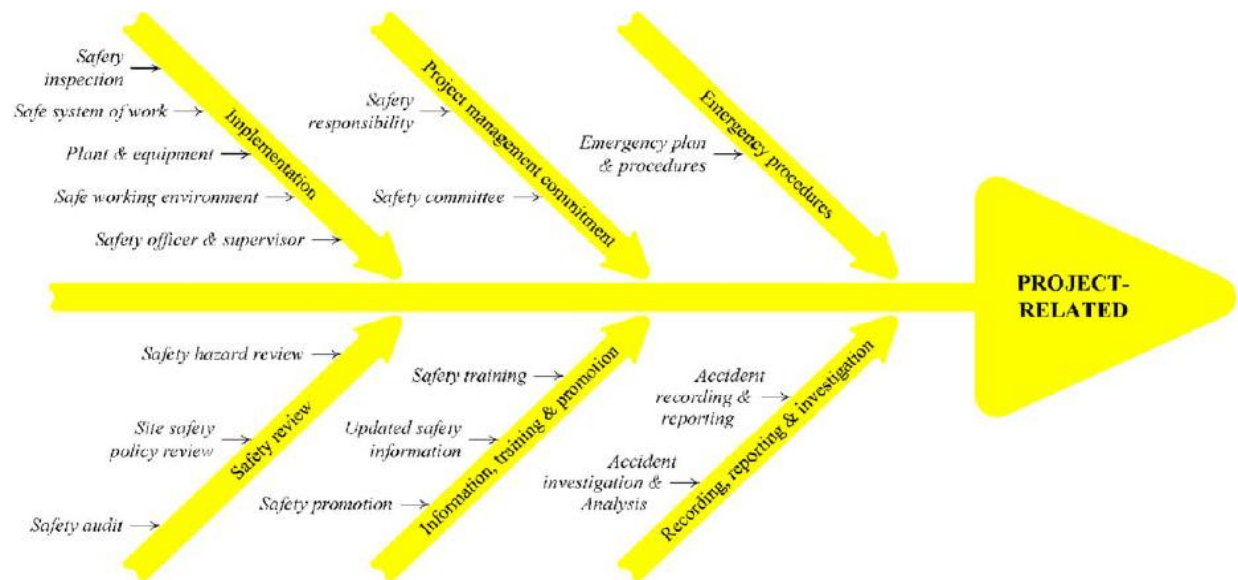 Safety
inspection
Safe system of work
Plant & equipment
Safe working environment
Safety officer & supervisor
Implementation
Safety
responsibility
Safety committee
Project management commitment
Emergency plan
& procedures
Emergency procedures
PROJECT-
RELATED
Safety hazard review
Site safety
policy review
Safety audit
Safety review
Safety training
Updated safety
information
Safety promotion
Information, training & promotion
Accident
recording &
reporting
Accident
investigation &
Analysis
Recording, reporting & investigation